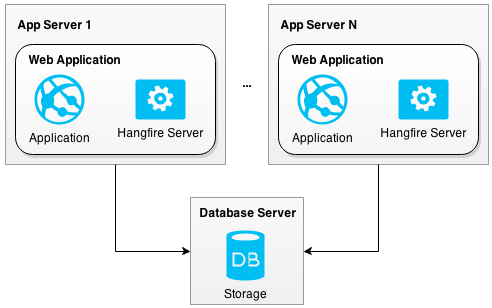 App Server 1
Web Application
Application
Hangfire Server
...
App Server N
Web Application
Application
Hangfire Server
Database Server
DB
Storage